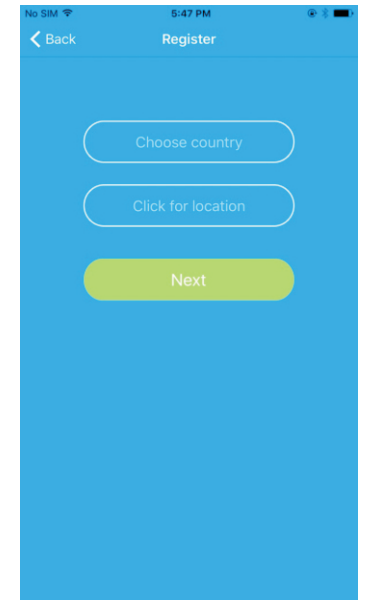 No SIM 5:47 PM
Back Register
Choose country
Click for location
Next